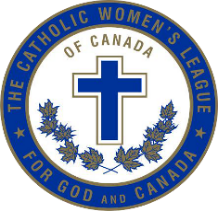 THE CATHOLIC WOMEN'S LEAGUE
OF CANADA
FOR GOD AND CANADA